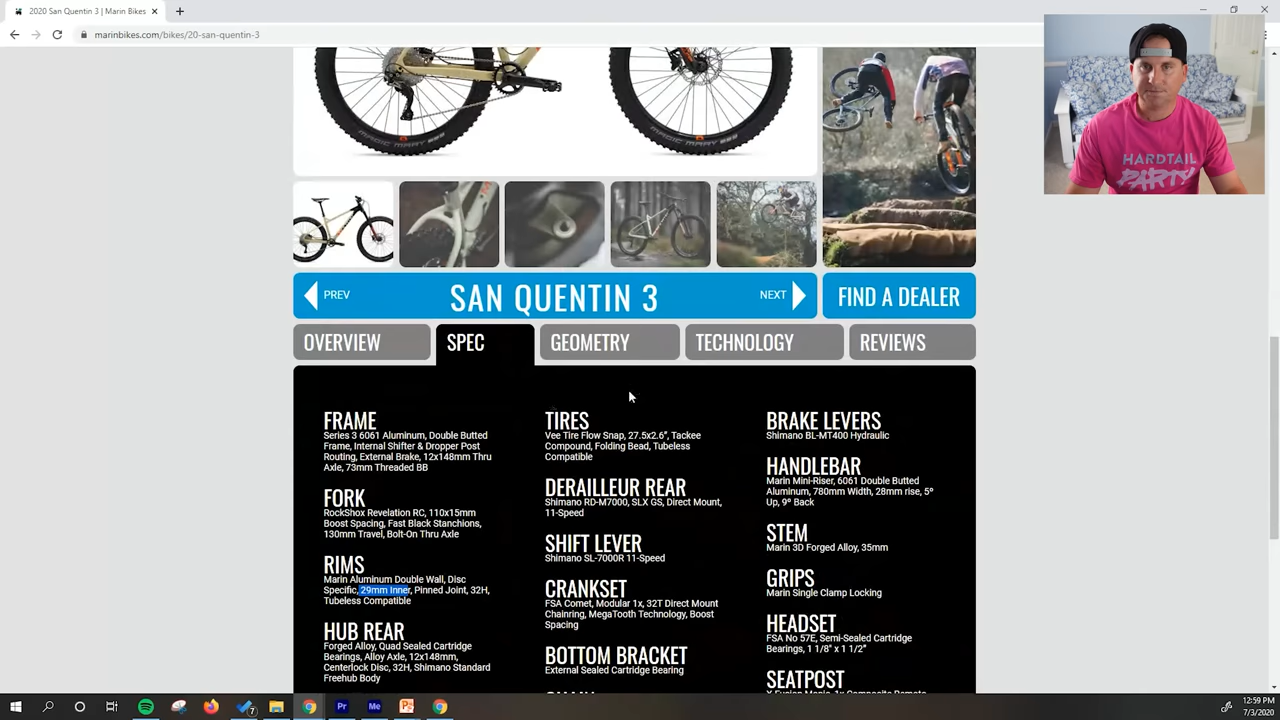 2020 San Quentin 3 | Marin Bikes
marinbikes.com/bikes/20-san-quentin-3
MAGIC MARY
MAGIC MARY
HARDTAIL
PARTY
PREV
SAN QUENTIN 3
NEXT
FIND A DEALER
OVERVIEW
SPEC
GEOMETRY
TECHNOLOGY
REVIEWS
FRAME
Series 3 6061 Aluminum, Double Butted
Frame, Internal Shifter & Dropper Post
Routing, External Brake, 12x148mm Thru
Axle, 73mm Threaded BB
FORK
RockShox Revelation RC, 110x15mm
Boost Spacing, Fast Black Stanchions,
130mm Travel, Bolt-On Thru Axle
RIMS
Marin Aluminum Double Wall, Disc
Specific, 29mm Inner, Pinned Joint, 32H,
Tubeless Compatible
HUB REAR
Forged Alloy, Quad Sealed Cartridge
Bearings, Alloy Axle, 12x148mm,
Centerlock Disc, 32H, Shimano Standard
Freehub Body
TIRES
Vee Tire Flow Snap, 27.5x2.6", Tackee
Compound, Folding Bead, Tubeless
Compatible
DERAILLEUR REAR
Shimano RD-M7000, SLX GS, Direct Mount,
11-Speed
SHIFT LEVER
Shimano SL-7000R 11-Speed
CRANKSET
FSA Comet, Modular 1x, 32T Direct Mount
Chainring, MegaTooth Technology, Boost
Spacing
BOTTOM BRACKET
External Sealed Cartridge Bearing
BRAKE LEVERS
Shimano BL-MT400 Hydraulic
HANDLEBAR
Marin Mini-Riser, 6061 Double Butted
Aluminum, 780mm Width, 28mm rise, 5º
Up, 9º Back
STEM
Marin 3D Forged Alloy, 35mm
GRIPS
Marin Single Clamp Locking
HEADSET
FSA No 57E, Semi-Sealed Cartridge
Bearings, 1 1/8" x 1 1/2"
SEATPOST
7
Pr
Me
12:59 PM
7/3/2020